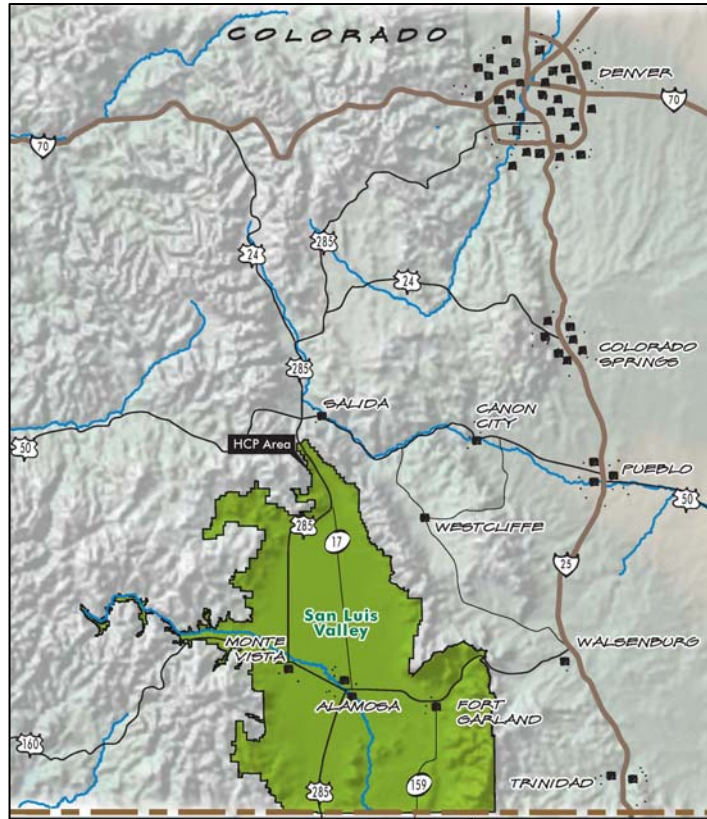 COLORADO
DENVER
70
70
285
24
24
COLORADO
SPRINGS
285
SALIDA
CANON
CITY
HCP Area
50
PUEBLO
50
285
WESTCLIFFE
17
25
San Luis
Valley
MONTE
VISTA
WALSENBURG
ALAMOSA
FORT
GARLAND
160
285
159
TRINIDAD